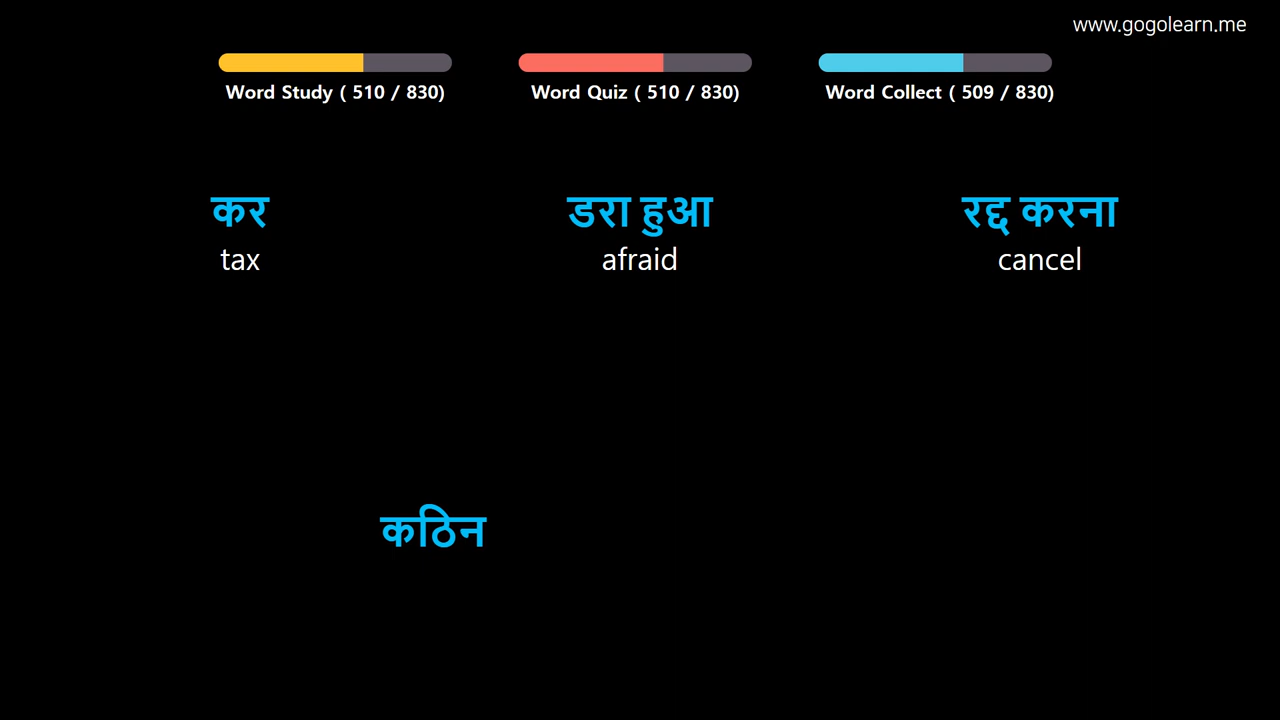 www.gogolearn.me
Word Study ( 510 / 830)
Word Quiz ( 510 / 830)
Word Collect ( 509 / 830)
कर
tax
डरा हुआ
afraid
रद्द करना
cancel
कठिन